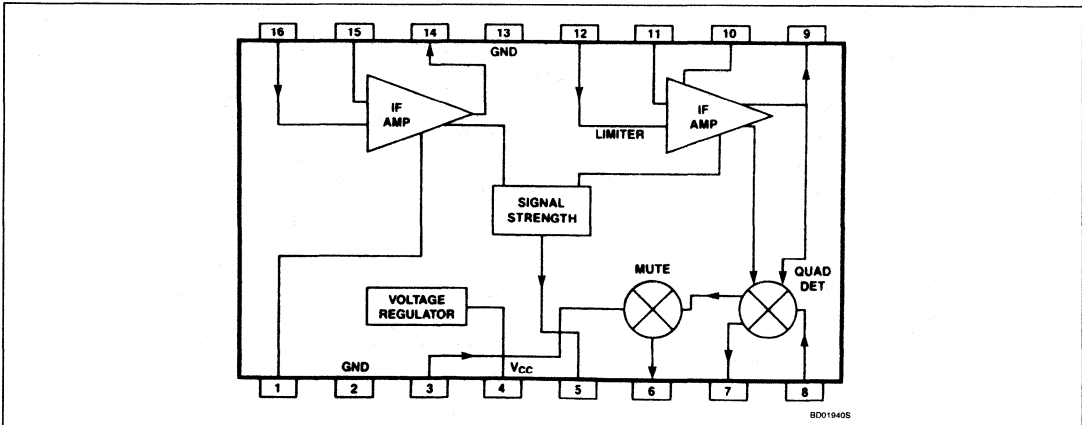 16 15 14 13 12 11 10 9
GND
IF
AMP
IF
AMP
LIMITER
SIGNAL
STRENGTH
MUTE
QUAD
DET
VOLTAGE
REGULATOR
GND
VCC
1 2 3 4 5 6 7 8
BD01940S